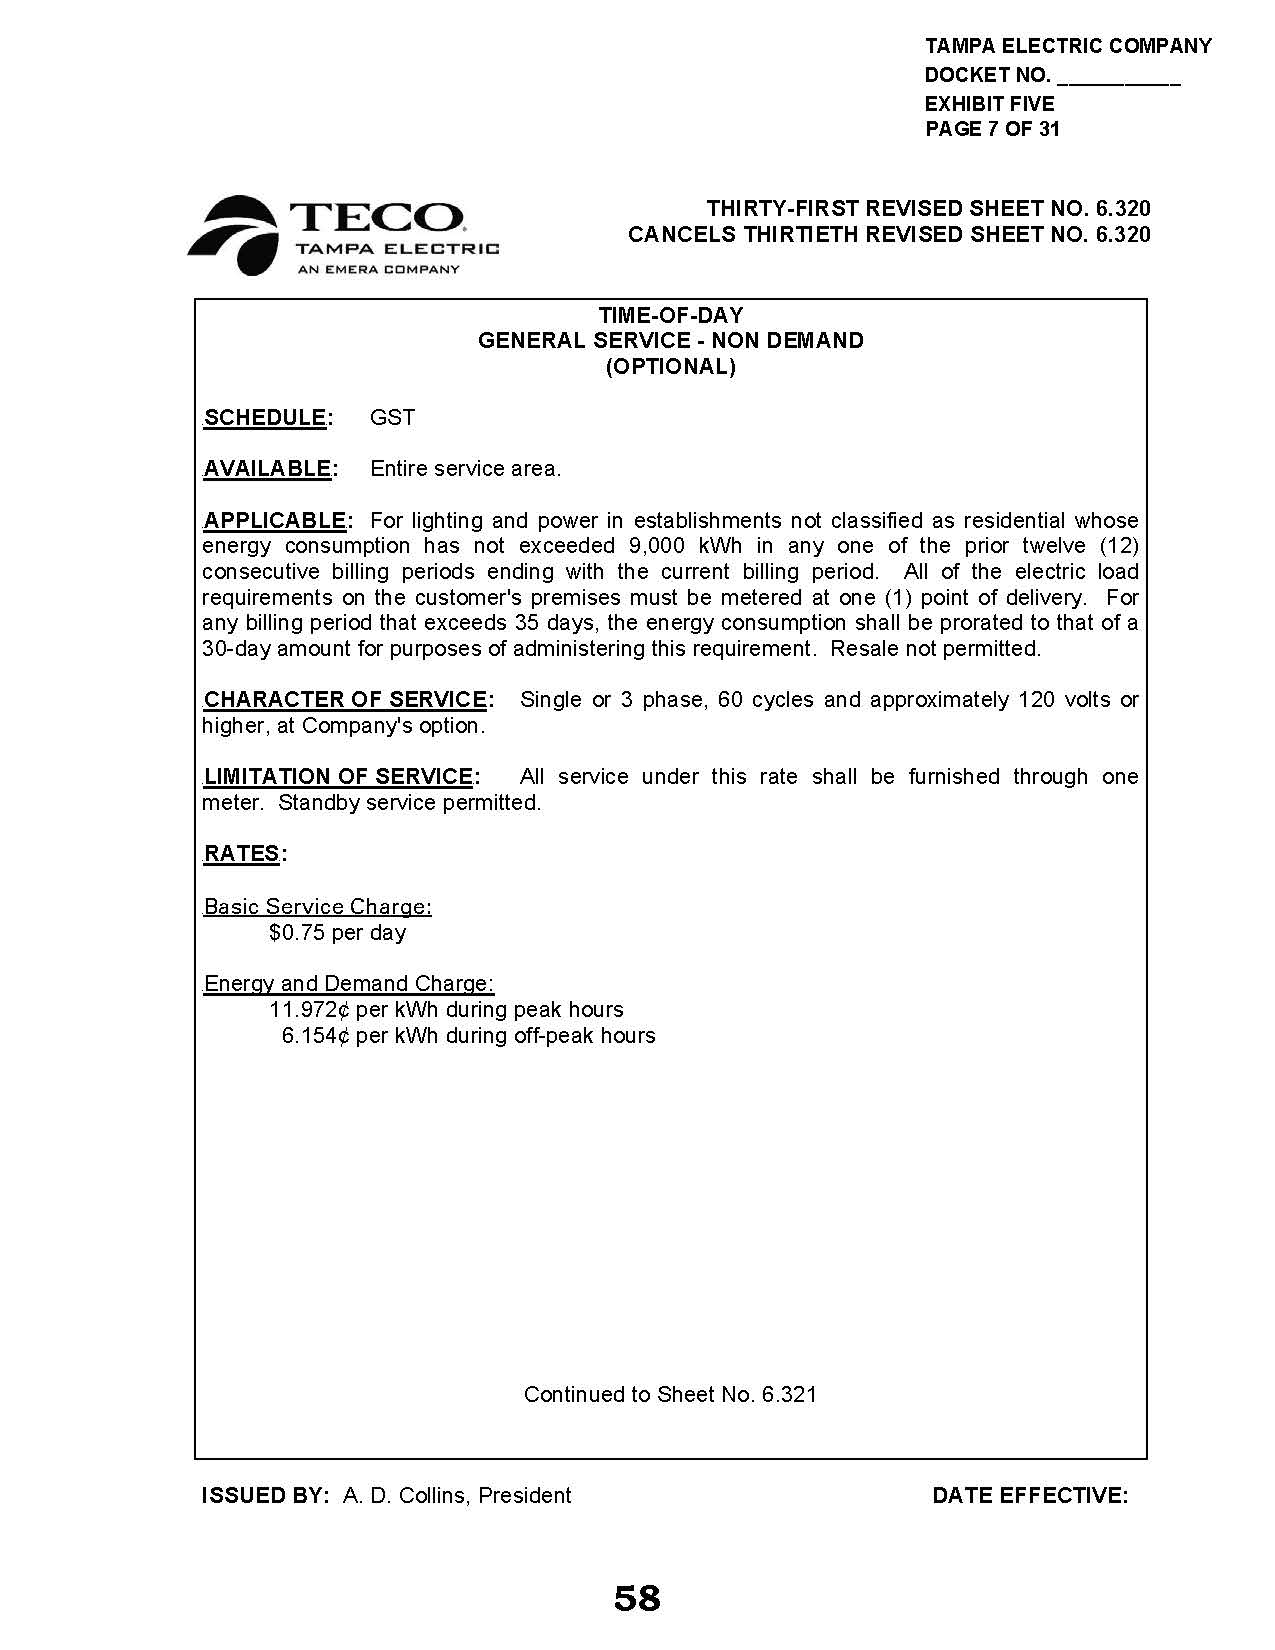 TAMPA ELECTRIC COMPANY
DOCKET NO. ___________
EXHIBIT FIVE
PAGE 7 OF 31
TECO.
TAMPA ELECTRIC
AN EMERA COMPANY
THIRTY-FIRST REVISED SHEET NO. 6.320
CANCELS THIRTIETH REVISED SHEET NO. 6.320
TIME-OF-DAY
GENERAL SERVICE - NON DEMAND
(OPTIONAL)
SCHEDULE: GST
AVAILABLE: Entire service area.
APPLICABLE: For lighting and power in establishments not classified as residential whose
energy consumption has not exceeded 9,000 kWh in any one of the prior twelve (12)
consecutive billing periods ending with the current billing period. All of the electric load
requirements on the customer's premises must be metered at one (1) point of delivery. For
any billing period that exceeds 35 days, the energy consumption shall be prorated to that of a
30-day amount for purposes of administering this requirement. Resale not permitted.
CHARACTER OF SERVICE: Single or 3 phase, 60 cycles and approximately 120 volts or
higher, at Company's option.
LIMITATION OF SERVICE: All service under this rate shall be furnished through one
meter. Standby service permitted.
RATES:
Basic Service Charge:
$0.75 per day
Energy and Demand Charge:
11.972¢ per kWh during peak hours
6.154¢ per kWh during off-peak hours
Continued to Sheet No. 6.321
ISSUED BY: A. D. Collins, President
DATE EFFECTIVE:
58